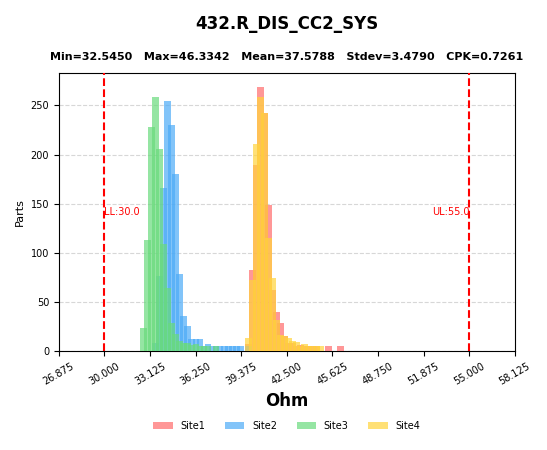 432.R_DIS_CC2_SYS
Min=32.5450 Max=46.3342 Mean=37.5788 Stdev=3.4790 CPK=0.7261
Parts
250
200
150
100
50
0
LL:30.0
UL:55.0
26.875 30.000 33.125 36.250 39.375 42.500 45.625 48.750 51.875 55.000 58.125
Ohm
Site1 Site2 Site3 Site4